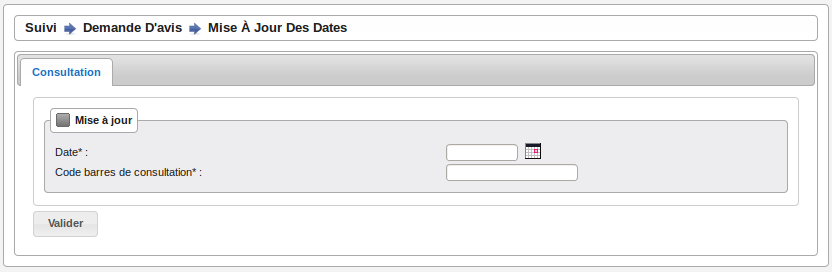 Suivi Demande D'avis Mise À Jour Des Dates
Consultation
Mise à jour
Date* :
Code barres de consultation* :
Valider